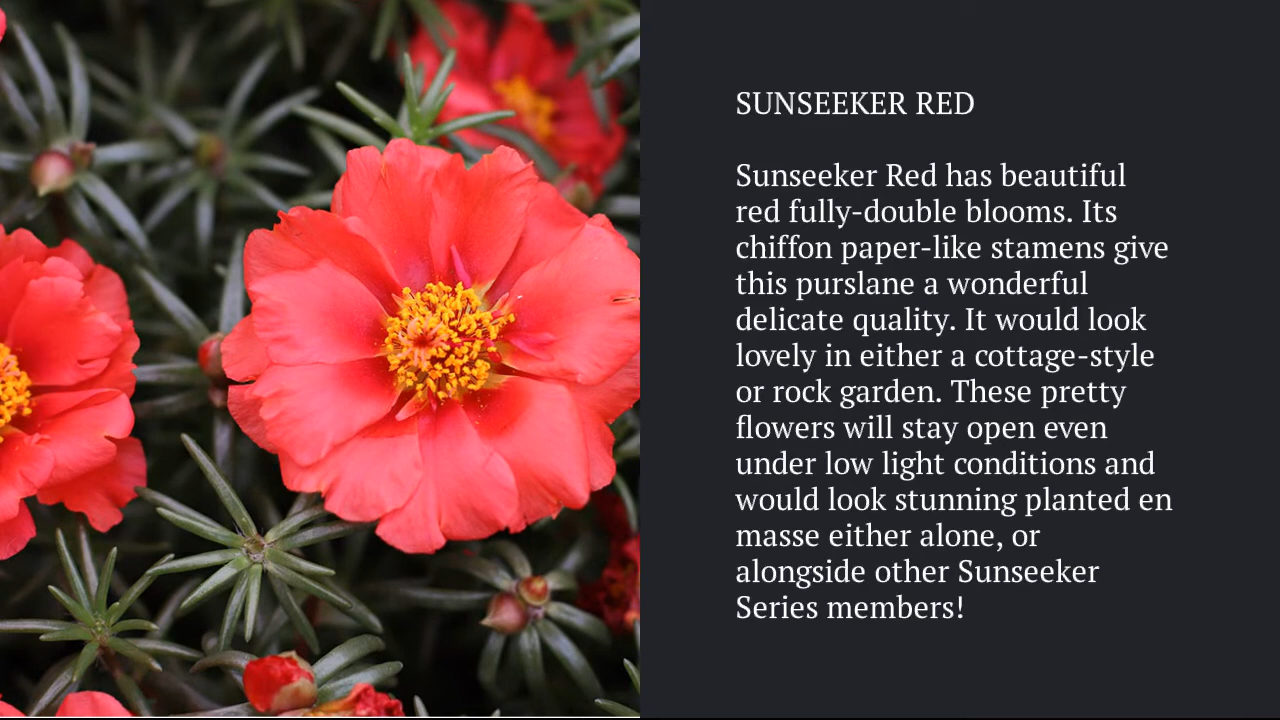 SUNSEEKER RED
Sunseeker Red has beautiful
red fully-double blooms. Its
chiffon paper-like stamens give
this purslane a wonderful
delicate quality. It would look
lovely in either a cottage-style
or rock garden. These pretty
flowers will stay open even
under low light conditions and
would look stunning planted en
masse either alone, or
alongside other Sunseeker
Series members!